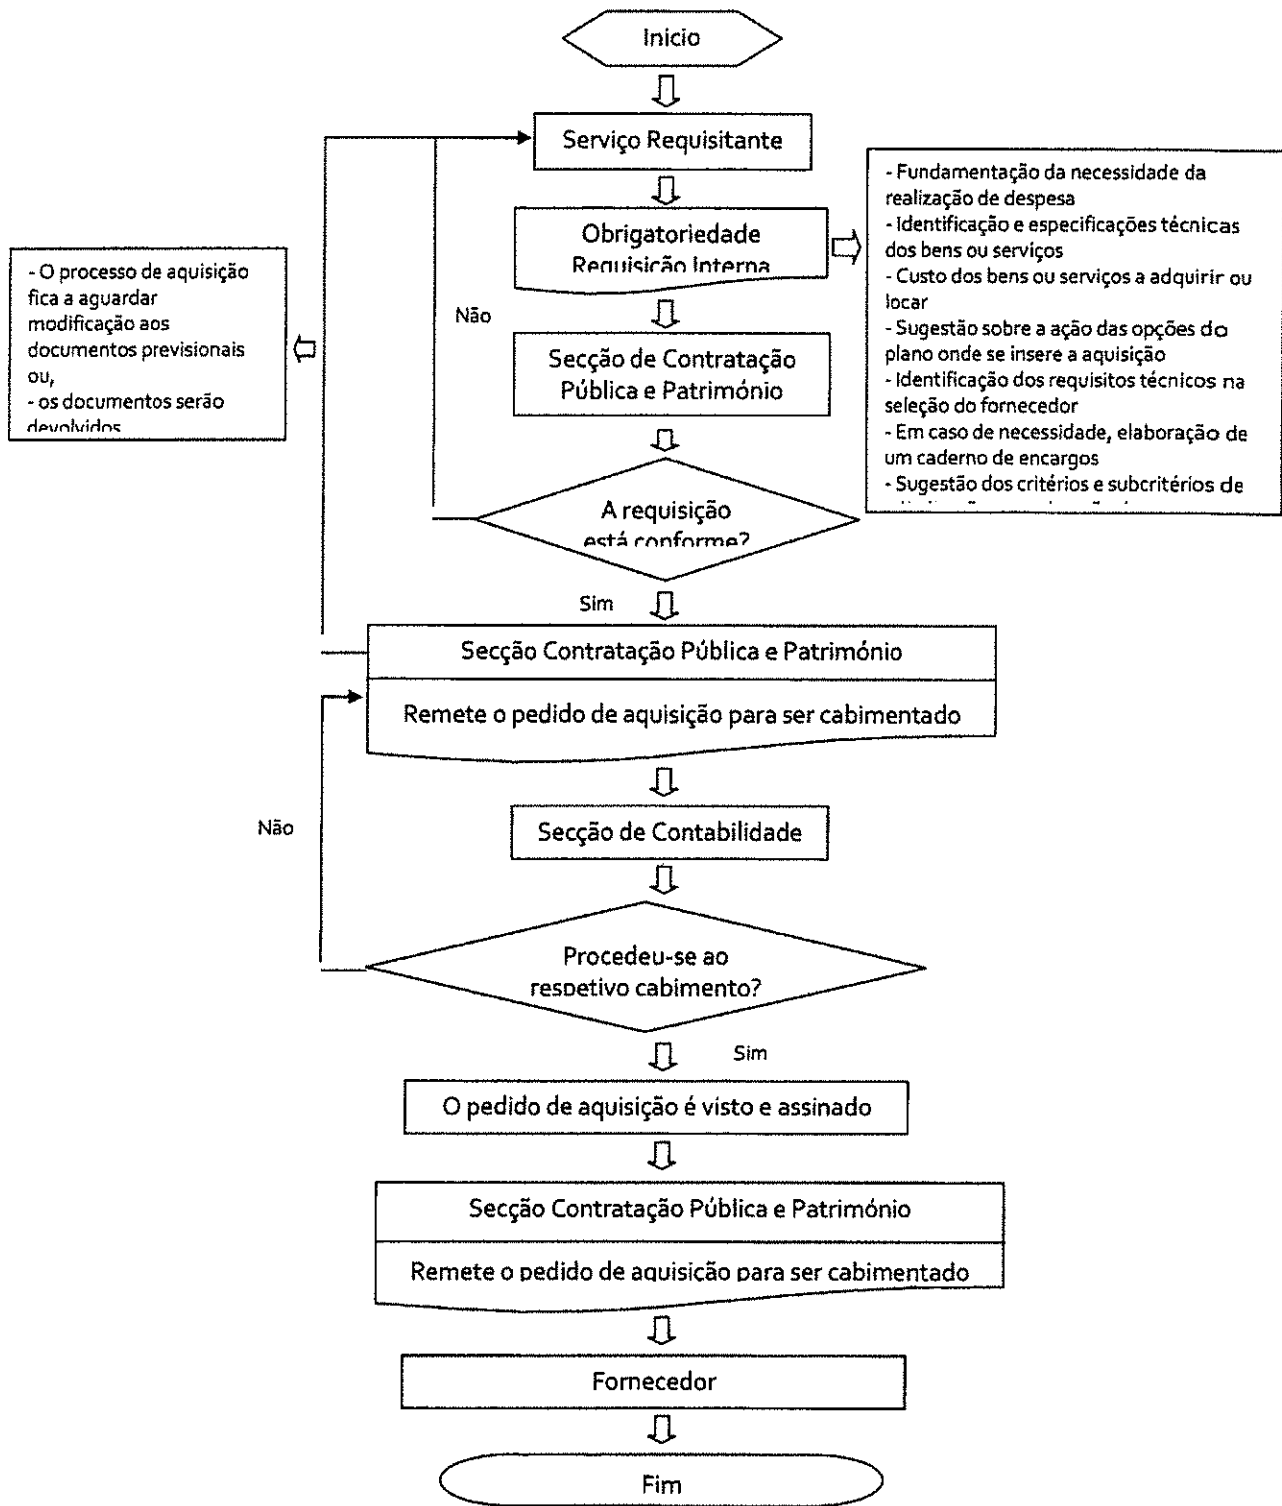 Inicio
Serviço Requisitante
Obrigatoriedade
Requisição Interna
- Fundamentação da necessidade da
realização de despesa
- Identificação e especificações técnicas
dos bens ou serviços
- Custo dos bens ou serviços a adquirir ou
locar
- Sugestão sobre a ação das opções do
plano onde se insere a aquisição
- Identificação dos requisitos técnicos na
seleção do fornecedor
- Em caso de necessidade, elaboração de
um caderno de encargos
- Sugestão dos critérios e subcritérios de
- O processo de aquisição
fica a aguardar
modificação aos
documentos previsionais
ou,
- os documentos serão
devolvidos
Não
Secção de Contratação
Pública e Património
A requisição
está conforme?
Sim
Secção Contratação Pública e Património
Remete o pedido de aquisição para ser cabimentado
Secção de Contabilidade
Não
Procedeu-se ao
respetivo cabimento?
Sim
O pedido de aquisição é visto e assinado
Secção Contratação Pública e Património
Remete o pedido de aquisição para ser cabimentado
Fornecedor
Fim